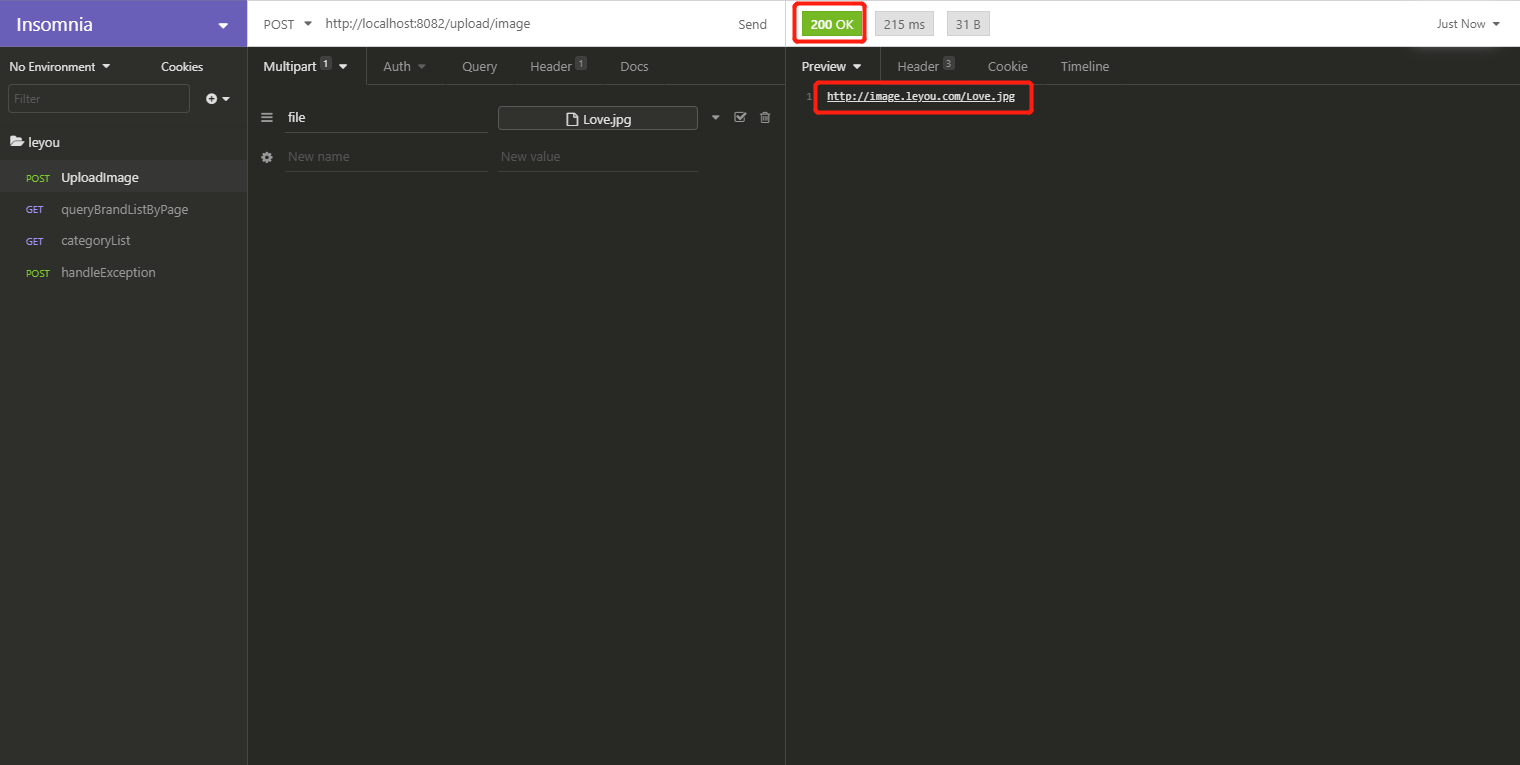 Insomnia
POST http://localhost:8082/upload/image Send
200 OK 215 ms 31 B Just Now
No Environment Cookies
Filter
leyou
POST UploadImage
GET queryBrandListByPage
GET categoryList
POST handleException
Multipart 1 Auth Query Header 1 Docs
file Love.jpg
New name New value
Preview Header 3 Cookie Timeline
1 http://image.leyou.com/Love.jpg